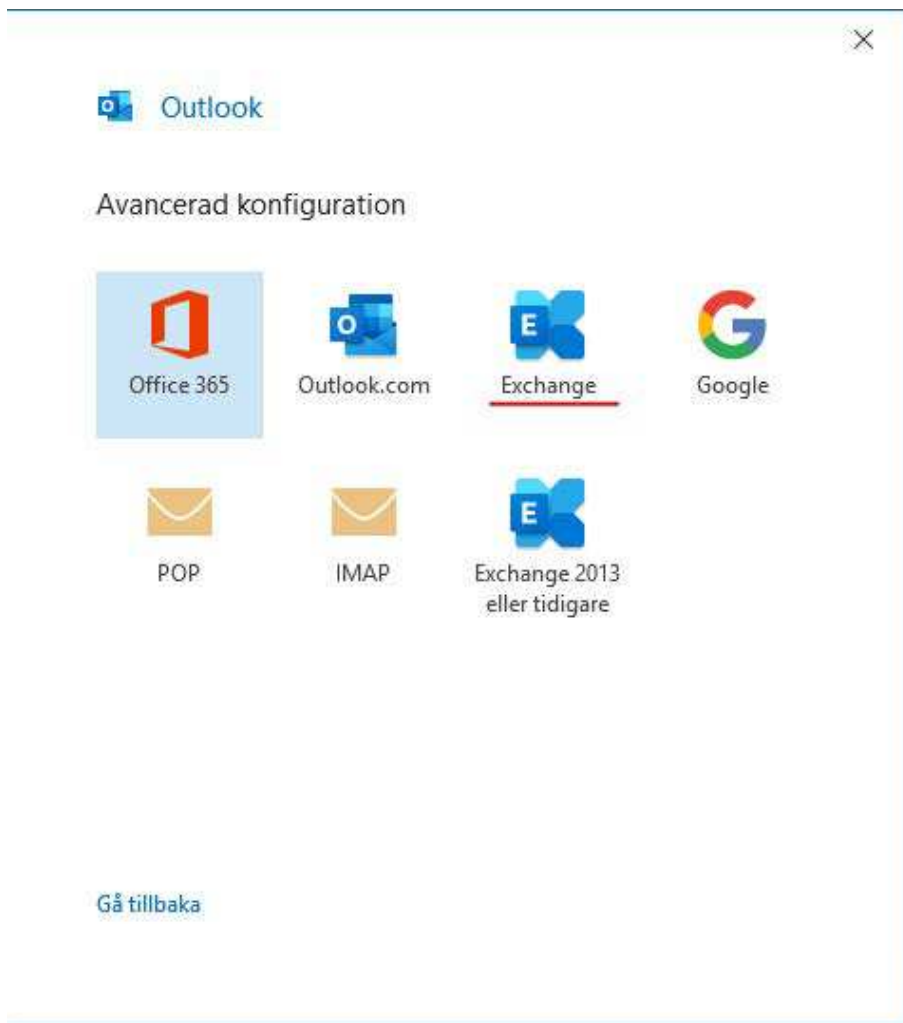 Outlook
Avancerad konfiguration
Office 365
Outlook.com
Exchange
Google
POP
IMAP
Exchange 2013
eller tidigare
Gå tillbaka